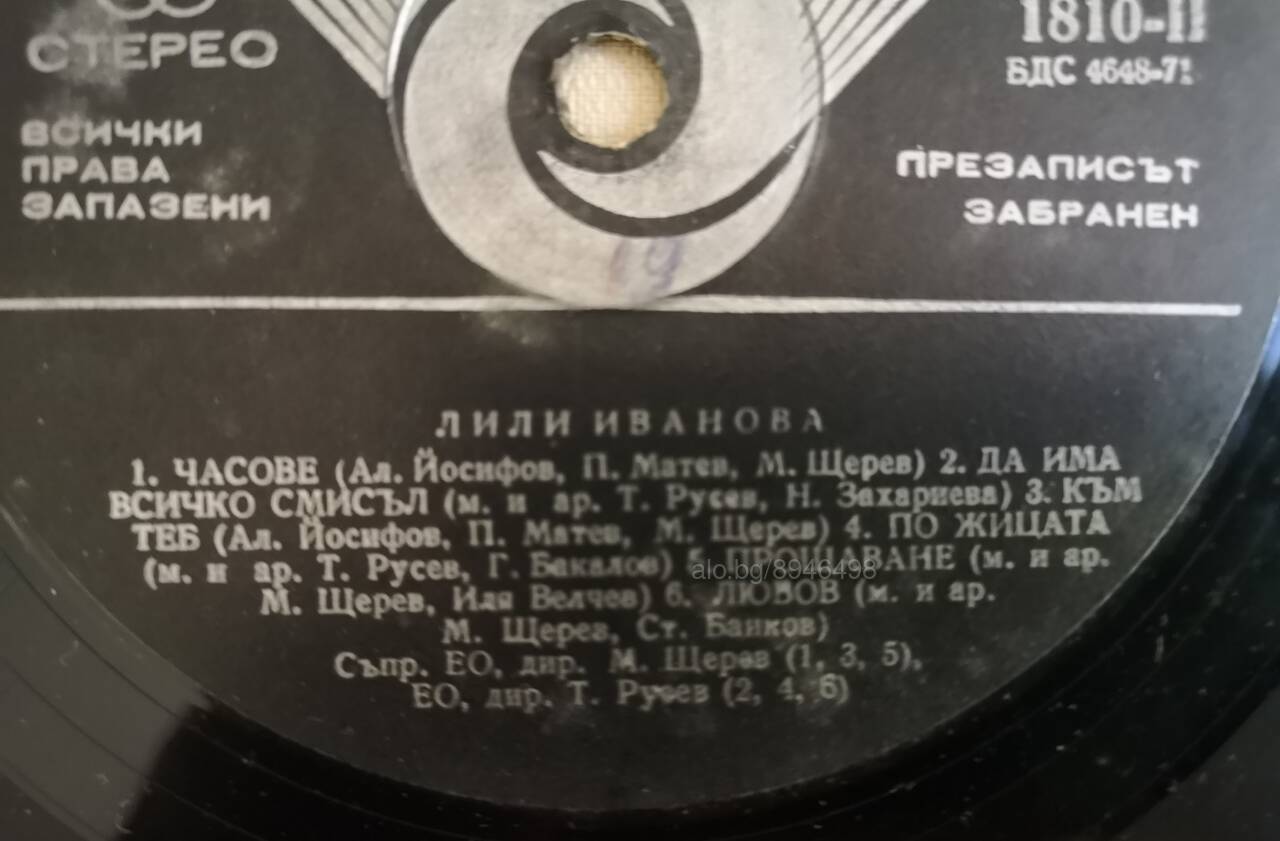 СТЕРЕО
ВСИЧКИ
ПРАВА
ЗАПАЗЕНИ
1810-II
БДС 4648-71
ПРЕЗАПИСЪТ
ЗАБРАНЕН
19
ЛИЛИ ИВАНОВА
1. ЧАСОВЕ (Ал. Йосифов, П. Матев, М. Щерев) 2. ДА ИМА
ВСИЧКО СМИСЪЛ (м. и ар. Т. Русев, Н. Захариева) 3. КЪМ
ТЕБ (Ал. Йосифов, П. Матев, М. Щерев) 4. ПО ЖИЦАТА
(м. и ар. Т. Русев, Г. Бакалов) 5. ПРОЩАВАНЕ (м. и ар.
alo.bg/8946498
М. Щерев, Иля Велчев) 6. ЛЮБОВ (м. и ар.
М. Щерев, Ст. Банков)
Съпр. ЕО, дир. М. Щерев (1, 3, 5),
ЕО, дир. Т. Русев (2, 4, 6)